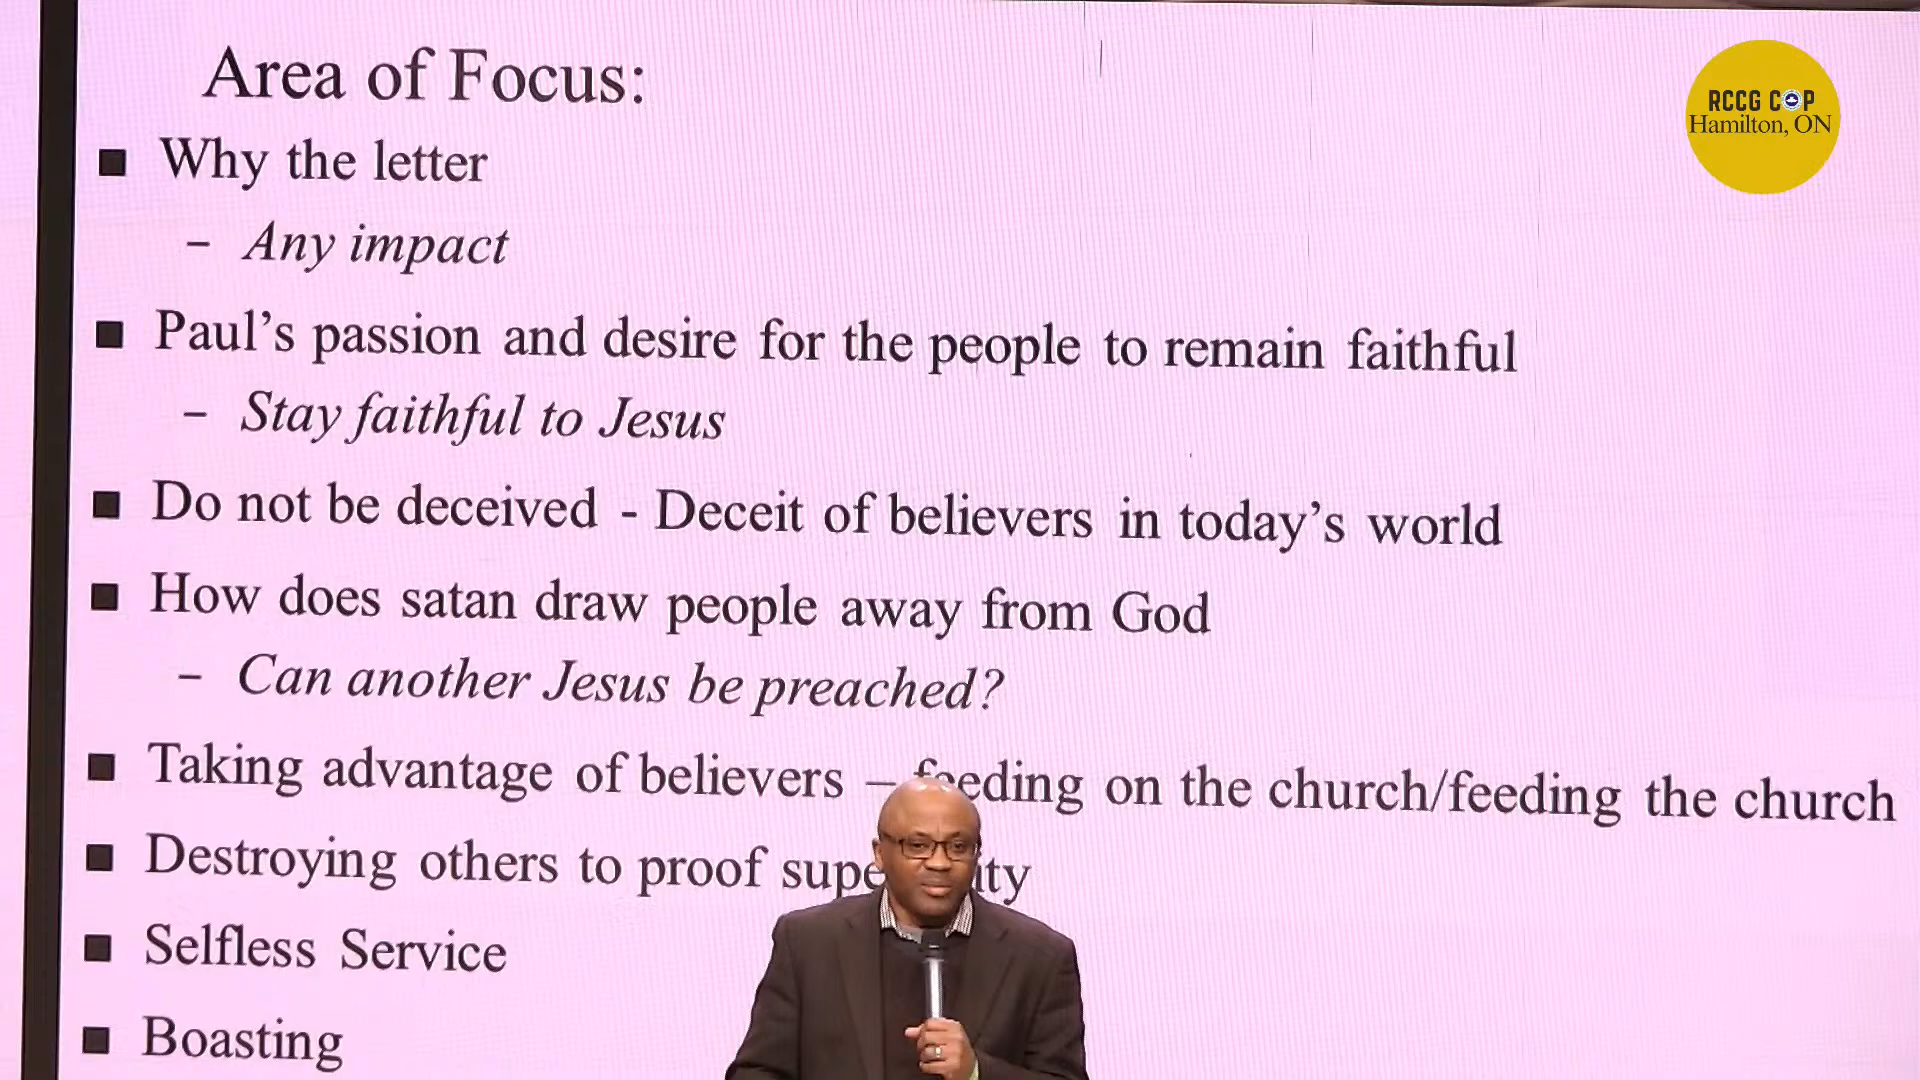 Area of Focus:
RCCG COP
Hamilton, ON
■ Why the letter
– Any impact
■ Paul's passion and desire for the people to remain faithful
– Stay faithful to Jesus
■ Do not be deceived - Deceit of believers in today's world
■ How does satan draw people away from God
– Can another Jesus be preached?
■ Taking advantage of believers – feeding on the church/feeding the church
■ Destroying others to proof
■ Selfless Service
■ Boasting